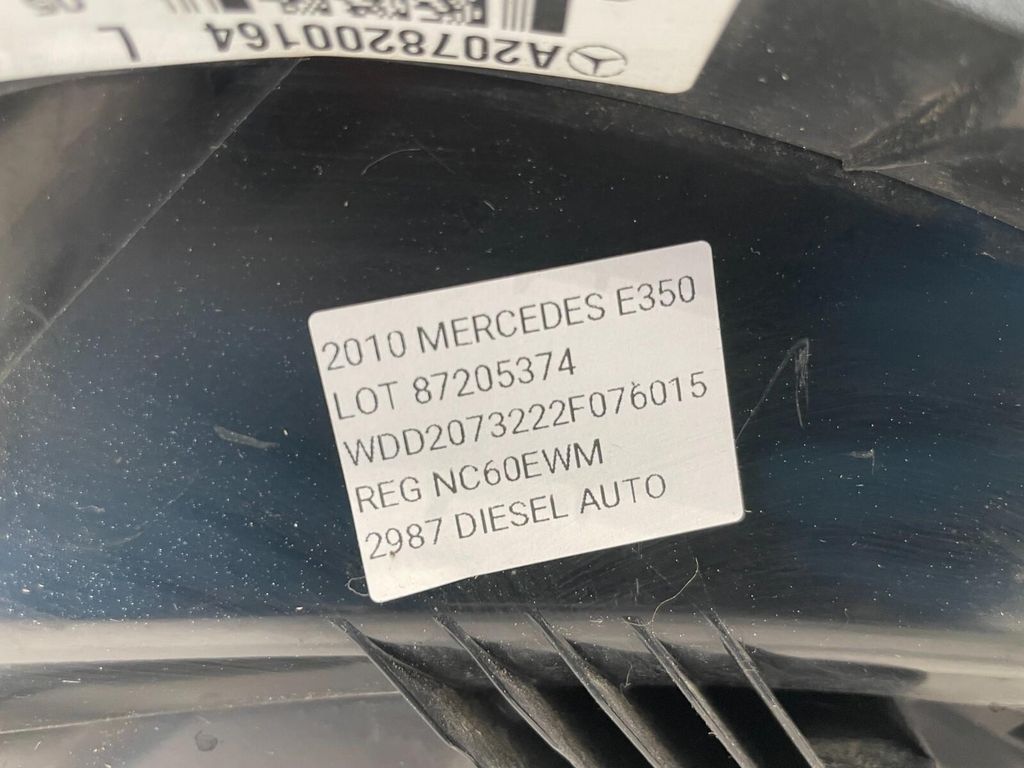 A2078200164
L
2010 MERCEDES E350
LOT 87205374
WDD2073222F076015
REG NC60EWM
2987 DIESEL AUTO